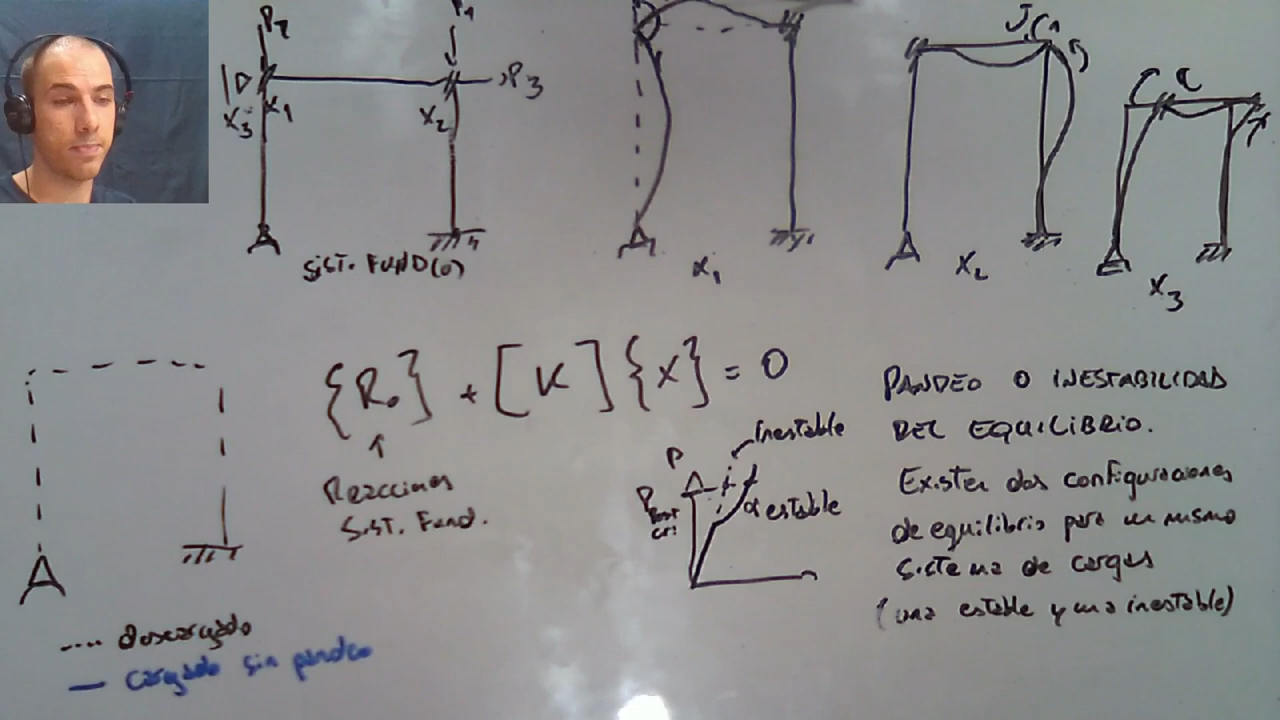 P2
P1
P3
X3
X1
X2
SIST. FUND(0)
X1
X2
X3
{R0} + [K] {X} = 0
Reacciones
Sist. Fund.
P
inestable
estable
PANDEO O INESTABILIDAD
DEL EQUILIBRIO.
Existen dos configuraciones
de equilibrio para un mismo
sistema de cargas
(una estable y una inestable)
.... descargado
— cargado sin pandeo